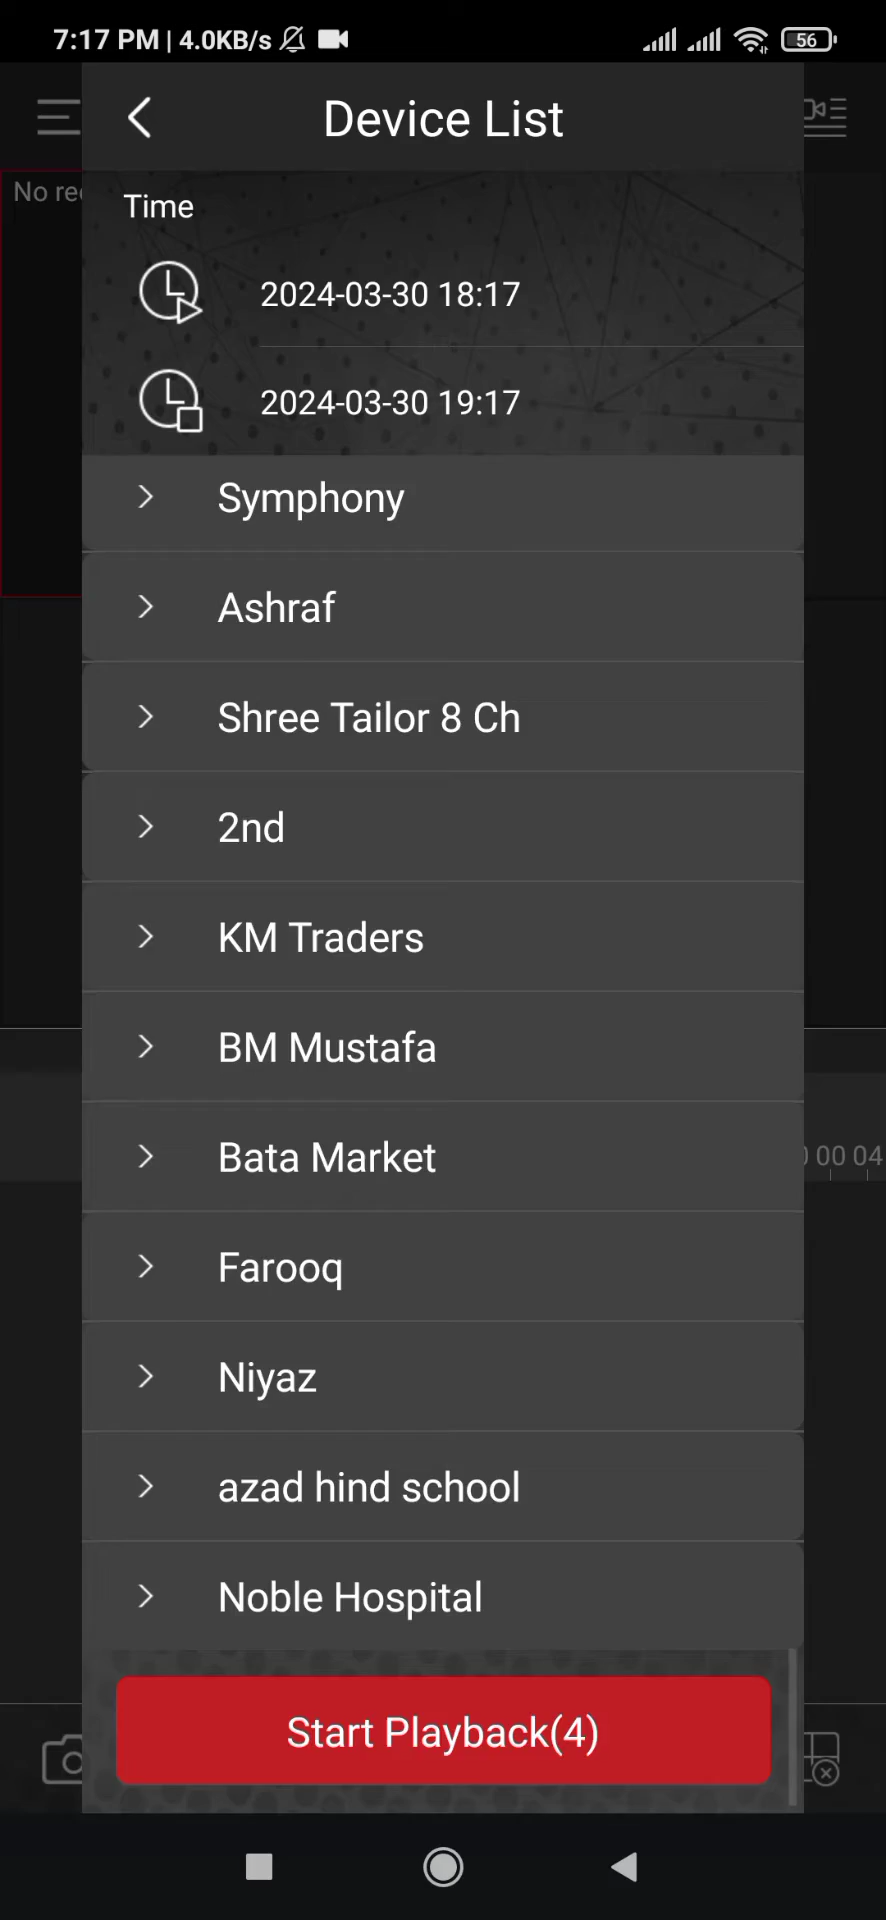 7:17 PM | 4.0KB/s 56
Device List
No re
Time
2024-03-30 18:17
2024-03-30 19:17
Symphony
Ashraf
Shree Tailor 8 Ch
2nd
KM Traders
BM Mustafa
Bata Market
00 04
Farooq
Niyaz
azad hind school
Noble Hospital
Start Playback(4)